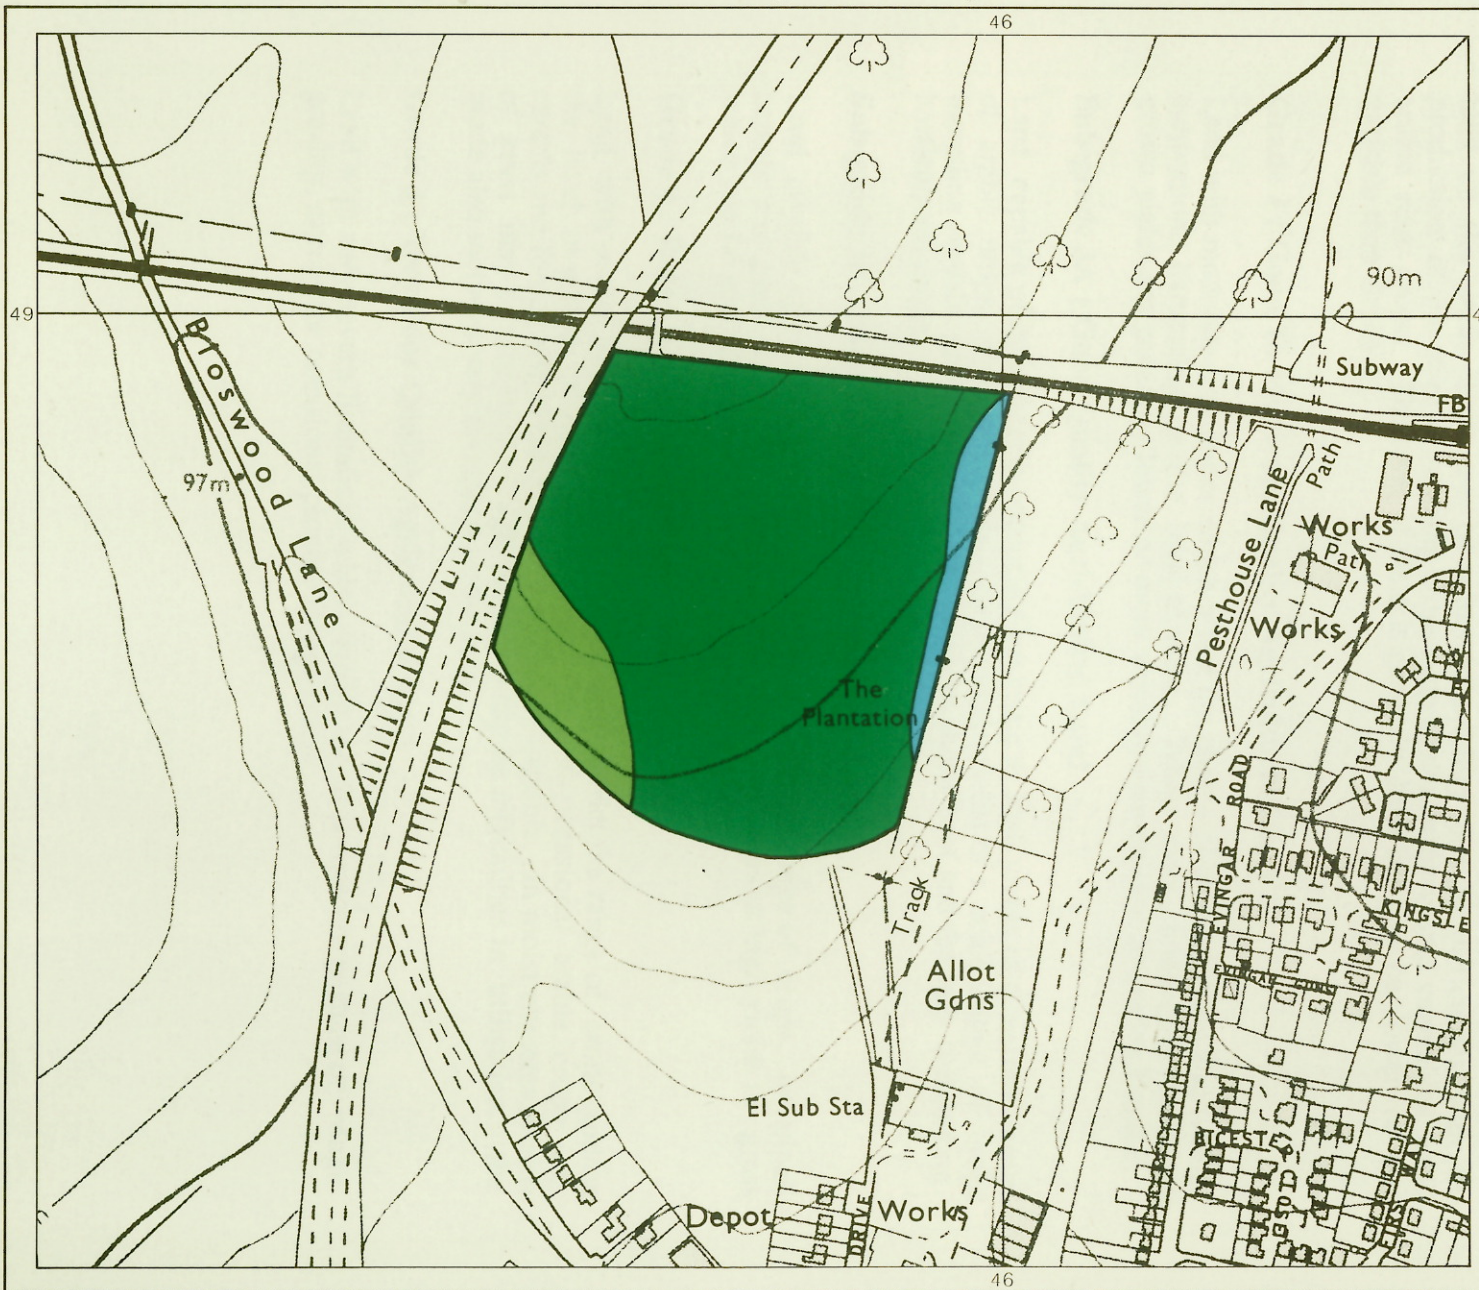 46
90m
49
Subway
FB
Broswood Lane
97m
Path
Works
Path
Pesthouse Lane
Works
The
Plantation
EVINGAR ROAD
Track
Allot
Gdns
El Sub Sta
Depot
DRIVE
Works
WAY
46